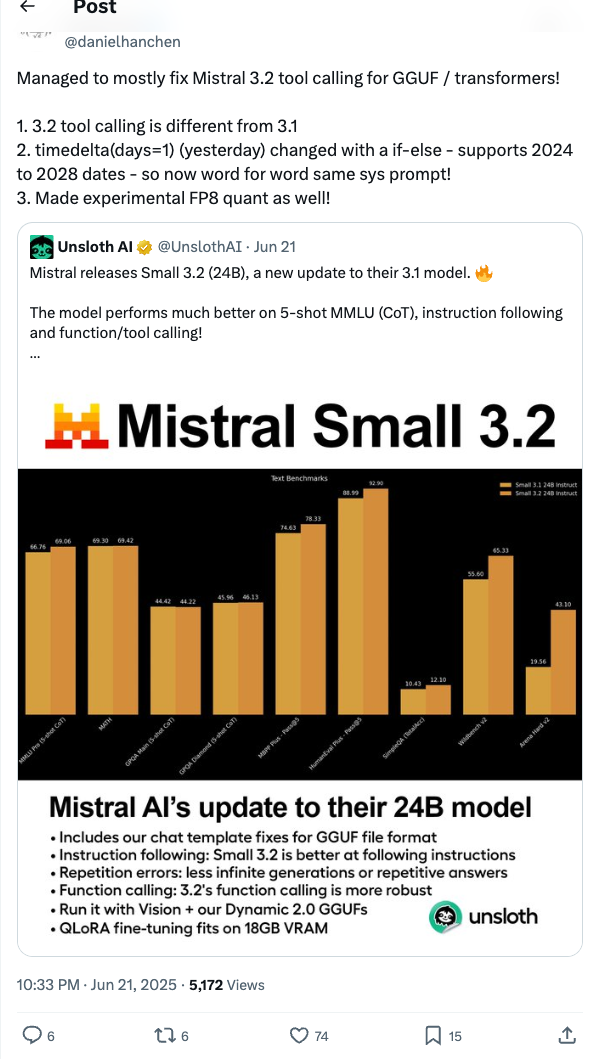 Post
@danielhanchen
Managed to mostly fix Mistral 3.2 tool calling for GGUF / transformers!
1. 3.2 tool calling is different from 3.1
2. timedelta(days=1) (yesterday) changed with a if-else - supports 2024
to 2028 dates - so now word for word same sys prompt!
3. Made experimental FP8 quant as well!
Unsloth AI @UnslothAI · Jun 21
Mistral releases Small 3.2 (24B), a new update to their 3.1 model. 🔥
The model performs much better on 5-shot MMLU (CoT), instruction following
and function/tool calling!
...
Mistral Small 3.2
Text Benchmarks
Small 3.1 24B Instruct
Small 3.2 24B Instruct
66.76 69.06 69.30 69.42 44.42 44.22 45.96 46.13 74.63 78.33 88.99 92.90 10.43 12.10 55.60 65.33 19.56 43.10
MMLU Pro (5-shot CoT)
MATH
GPQA Main (5-shot CoT)
GPQA Diamond (5-shot CoT)
MBPP Plus - Pass@5
HumanEval Plus - Pass@5
SimpleQA (TotalAcc)
Wildbench v2
Arena Hard v2
Mistral AI's update to their 24B model
• Includes our chat template fixes for GGUF file format
• Instruction following: Small 3.2 is better at following instructions
• Repetition errors: less infinite generations or repetitive answers
• Function calling: 3.2's function calling is more robust
• Run it with Vision + our Dynamic 2.0 GGUFs
• QLoRA fine-tuning fits on 18GB VRAM
unsloth
10:33 PM · Jun 21, 2025 · 5,172 Views
6 6 74 15